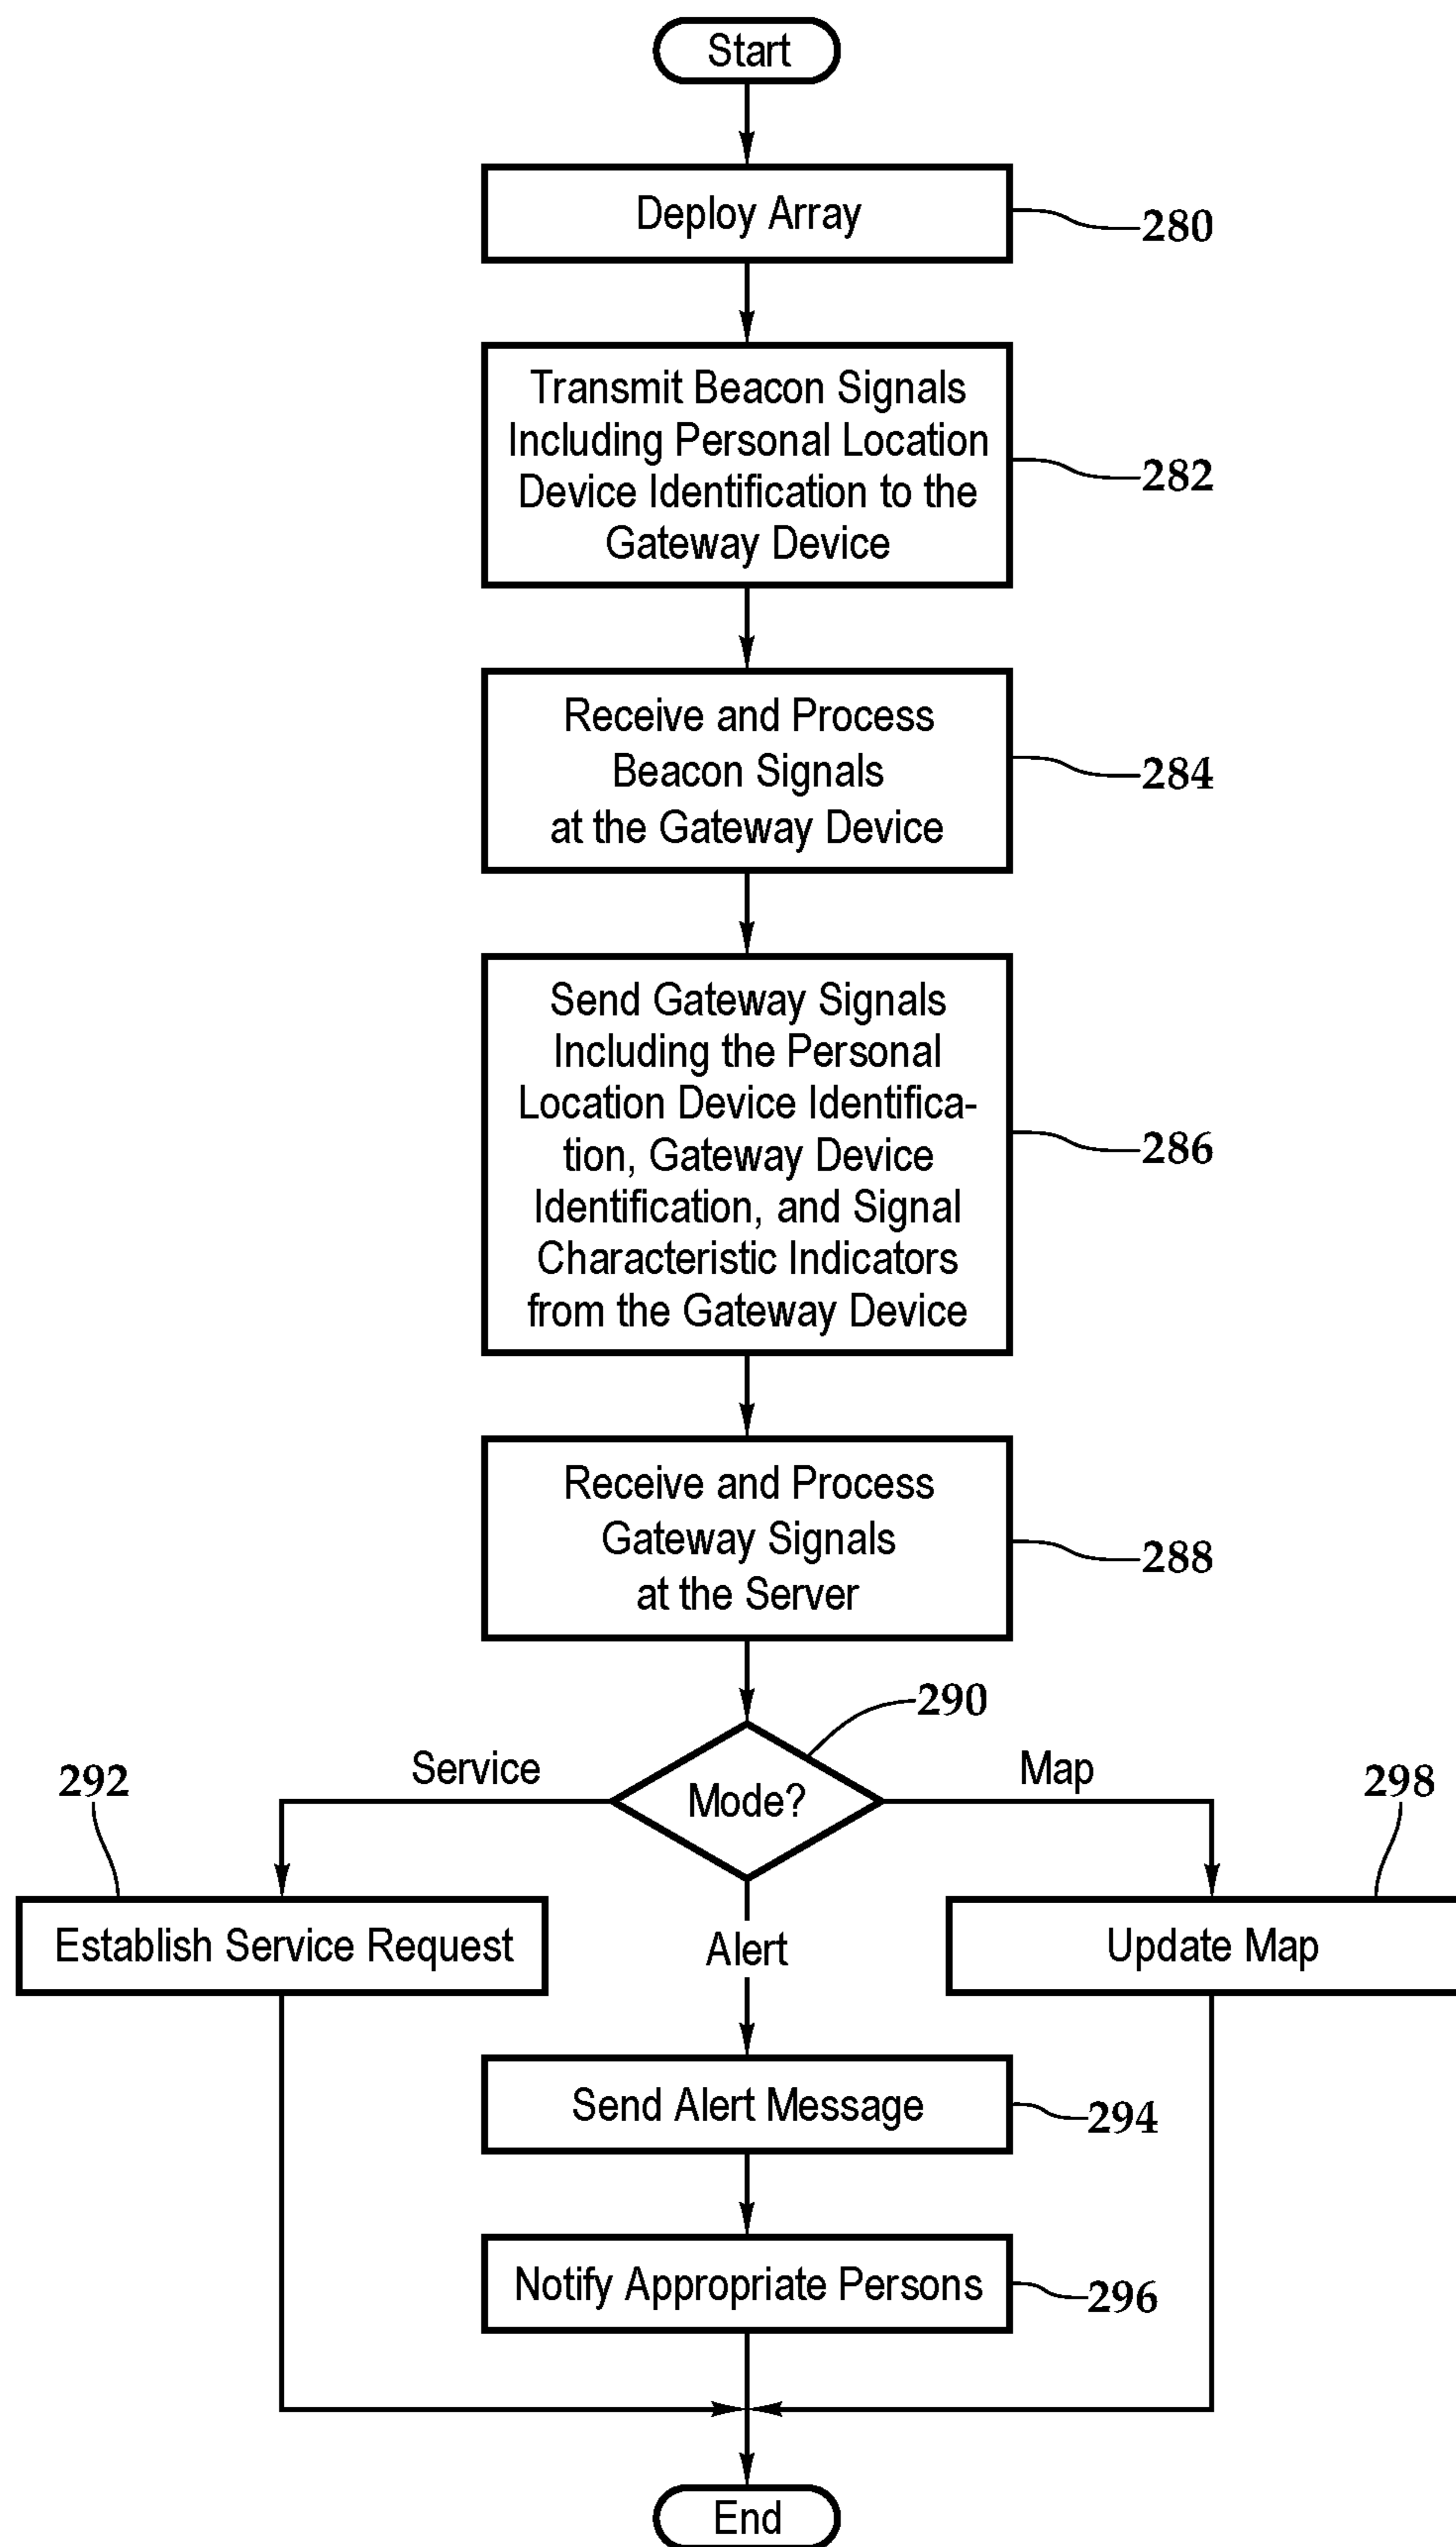 Start
Deploy Array
280
Transmit Beacon Signals
Including Personal Location
Device Identification to the
Gateway Device
282
Receive and Process
Beacon Signals
at the Gateway Device
284
Send Gateway Signals
Including the Personal
Location Device Identifica-
tion, Gateway Device
Identification, and Signal
Characteristic Indicators
from the Gateway Device
286
Receive and Process
Gateway Signals
at the Server
288
290
Mode?
Service
Map
292
298
Establish Service Request
Alert
Update Map
Send Alert Message
294
Notify Appropriate Persons
296
End